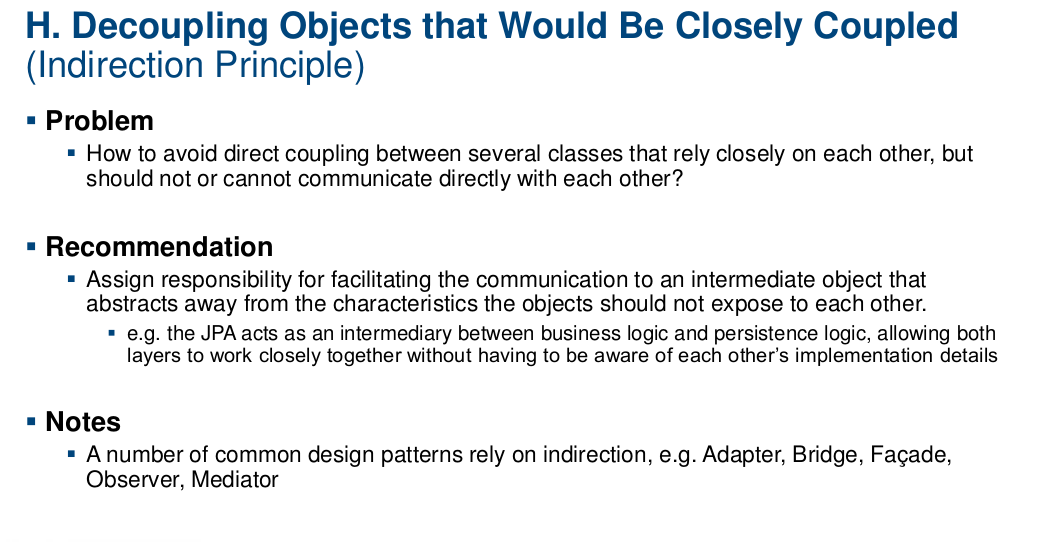 H. Decoupling Objects that Would Be Closely Coupled
(Indirection Principle)
▪ Problem
▪ How to avoid direct coupling between several classes that rely closely on each other, but
should not or cannot communicate directly with each other?
▪ Recommendation
▪ Assign responsibility for facilitating the communication to an intermediate object that
abstracts away from the characteristics the objects should not expose to each other.
▪ e.g. the JPA acts as an intermediary between business logic and persistence logic, allowing both
layers to work closely together without having to be aware of each other’s implementation details
▪ Notes
▪ A number of common design patterns rely on indirection, e.g. Adapter, Bridge, Façade,
Observer, Mediator